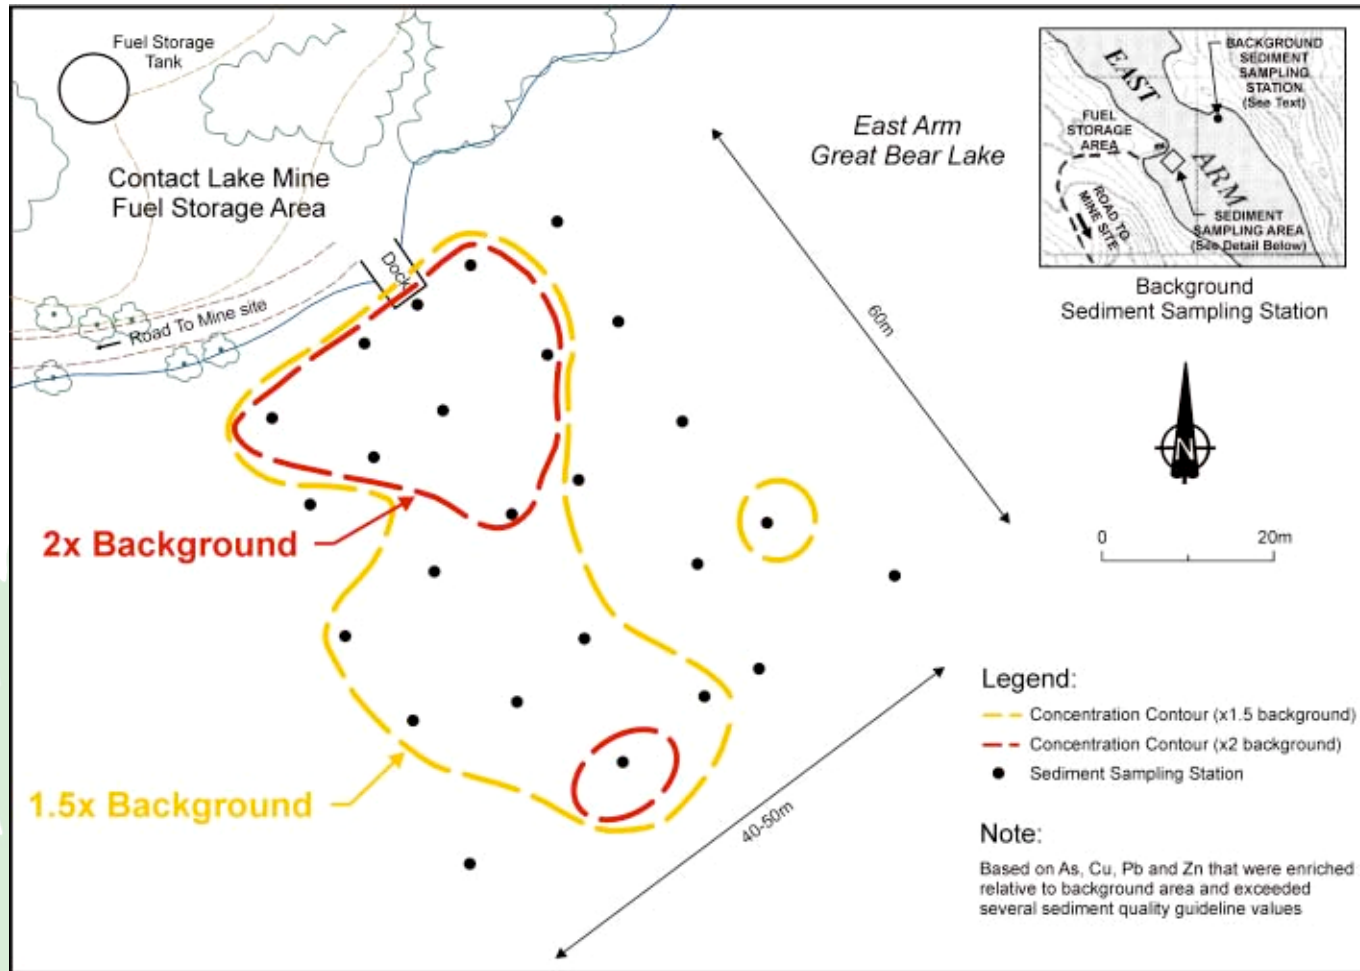 Fuel Storage
Tank
Contact Lake Mine
Fuel Storage Area
Dock
Road To Mine site
East Arm
Great Bear Lake
60m
40-50m
2x Background
1.5x Background
EAST
ARM
BACKGROUND
SEDIMENT
SAMPLING
STATION
(See Text)
FUEL
STORAGE
AREA
ROAD TO
MINE SITE
SEDIMENT
SAMPLING AREA
(See Detail Below)
Background
Sediment Sampling Station
N
0 20m
Legend:
Concentration Contour (x1.5 background)
Concentration Contour (x2 background)
Sediment Sampling Station
Note:
Based on As, Cu, Pb and Zn that were enriched
relative to background area and exceeded
several sediment quality guideline values